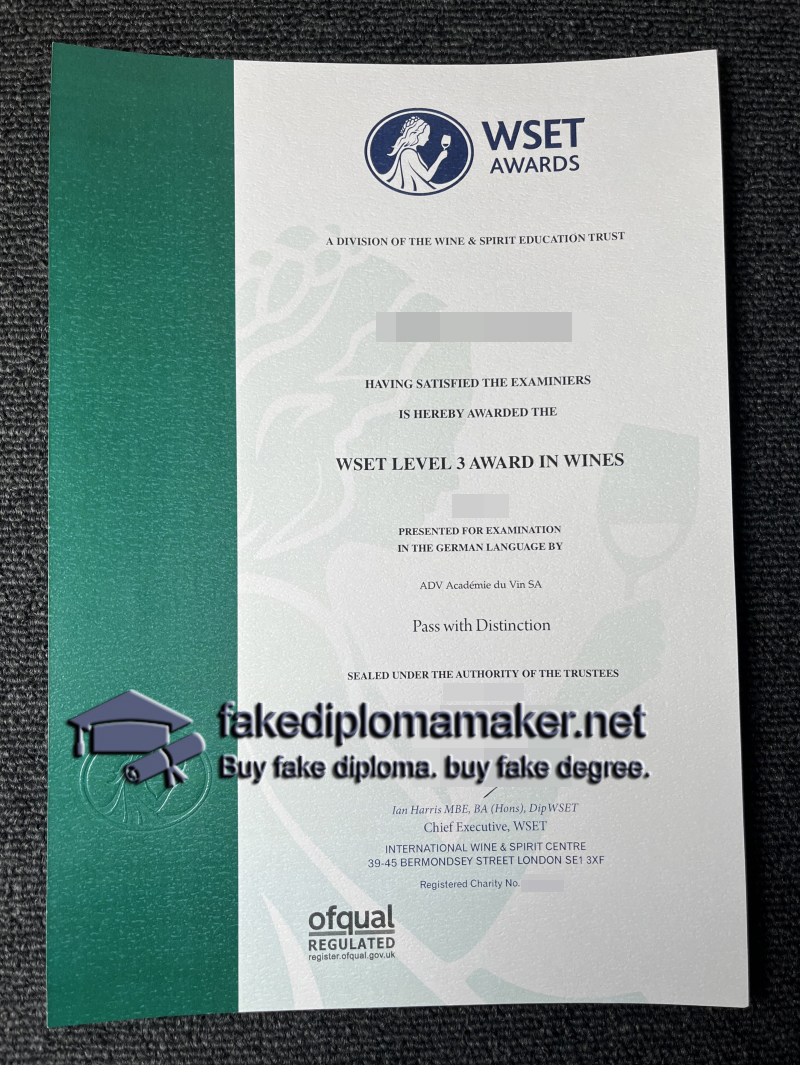 WSET
AWARDS
A DIVISION OF THE WINE & SPIRIT EDUCATION TRUST
HAVING SATISFIED THE EXAMINIERS
IS HEREBY AWARDED THE
WSET LEVEL 3 AWARD IN WINES
PRESENTED FOR EXAMINATION
IN THE GERMAN LANGUAGE BY
ADV Académie du Vin SA
Pass with Distinction
SEALED UNDER THE AUTHORITY OF THE TRUSTEES
fakediplomamaker.net
Buy fake diploma. buy fake degree.
Ian Harris MBE, BA (Hons), DipWSET
Chief Executive, WSET
INTERNATIONAL WINE & SPIRIT CENTRE
39-45 BERMONDSEY STREET LONDON SE1 3XF
Registered Charity No.
ofqual
REGULATED
register.ofqual.gov.uk